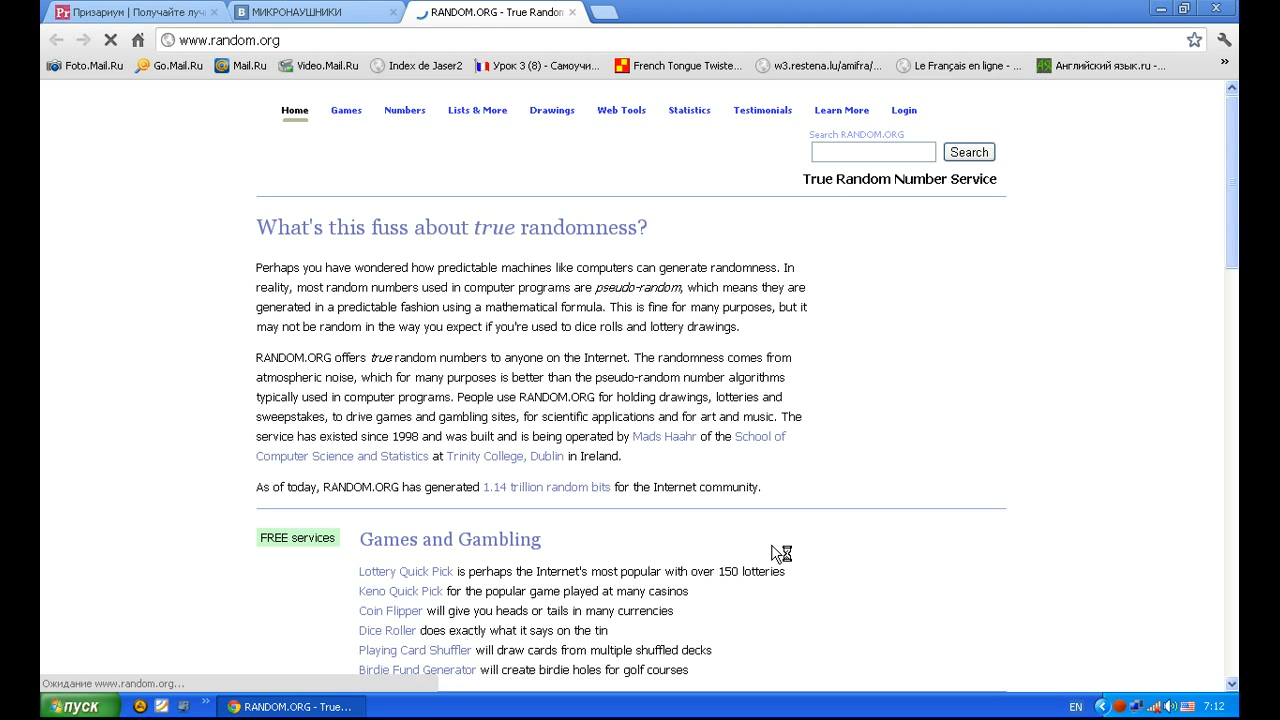 Призариум | Получайте лучі
МИКРОНАУШНИКИ
RANDOM.ORG - True Randon
www.random.org
Foto.Mail.Ru
Go.Mail.Ru
Mail.Ru
Video.Mail.Ru
Index de Jaser2
Урок 3 (8) - Самоучи...
French Tongue Twiste...
w3.restena.lu/amifra/...
Le Français en ligne - ...
Английский язык.ru - ...
Home
Games
Numbers
Lists & More
Drawings
Web Tools
Statistics
Testimonials
Learn More
Login
Search RANDOM.ORG
Search
True Random Number Service
What's this fuss about true randomness?
Perhaps you have wondered how predictable machines like computers can generate randomness. In
reality, most random numbers used in computer programs are pseudo-random, which means they are
generated in a predictable fashion using a mathematical formula. This is fine for many purposes, but it
may not be random in the way you expect if you're used to dice rolls and lottery drawings.
RANDOM.ORG offers true random numbers to anyone on the Internet. The randomness comes from
atmospheric noise, which for many purposes is better than the pseudo-random number algorithms
typically used in computer programs. People use RANDOM.ORG for holding drawings, lotteries and
sweepstakes, to drive games and gambling sites, for scientific applications and for art and music. The
service has existed since 1998 and was built and is being operated by Mads Haahr of the School of
Computer Science and Statistics at Trinity College, Dublin in Ireland.
As of today, RANDOM.ORG has generated 1.14 trillion random bits for the Internet community.
FREE services
Games and Gambling
Lottery Quick Pick is perhaps the Internet's most popular with over 150 lotteries
Keno Quick Pick for the popular game played at many casinos
Coin Flipper will give you heads or tails in many currencies
Dice Roller does exactly what it says on the tin
Playing Card Shuffler will draw cards from multiple shuffled decks
Birdie Fund Generator will create birdie holes for golf courses
Ожидание www.random.org...
пуск
RANDOM.ORG - True...
EN
7:12